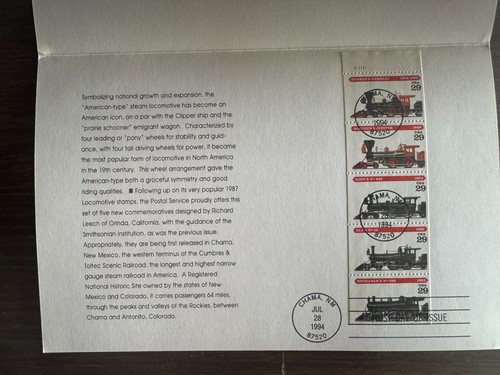 Symbolizing national growth and expansion, the
"American-type" steam locomotive has become an
American icon, on a par with the Clipper ship and the
"prairie schooner" emigrant wagon. Characterized by
four leading or "pony" wheels for stability and guid-
ance, with four tall driving wheels for power, it became
the most popular form of locomotive in North America
in the 19th century. This wheel arrangement gave the
American-type both a graceful symmetry and good
riding qualities. ■ Following up on its very popular 1987
Locomotive stamps, the Postal Service proudly offers this
set of five new commemoratives designed by Richard
Leech of Orinda, California, with the guidance of the
Smithsonian Institution, as was the previous issue.
Appropriately, they are being first released in Chama,
New Mexico, the western terminus of the Cumbres &
Toltec Scenic Railroad, the longest and highest narrow
gauge steam railroad in America. A Registered
National Historic Site owned by the states of New
Mexico and Colorado, it carries passengers 64 miles,
through the peaks and valleys of the Rockies, between
Chama and Antonito, Colorado.
29
CHAMA, NM
1994
87520
29
29
CHAMA, NM
1994
87520
29
29
CHAMA, NM
JUL
28
1994
87520
FIRST DAY OF ISSUE